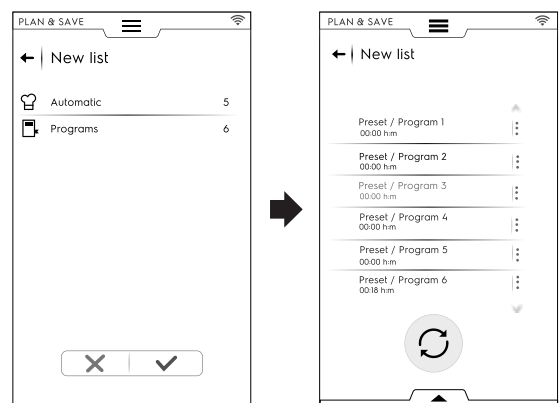 PLAN & SAVE
New list
Automatic 5
Programs 6
PLAN & SAVE
New list
Preset / Program 1
00:00 h:m
Preset / Program 2
00:00 h:m
Preset / Program 3
00:00 h:m
Preset / Program 4
00:00 h:m
Preset / Program 5
00:00 h:m
Preset / Program 6
00:18 h:m